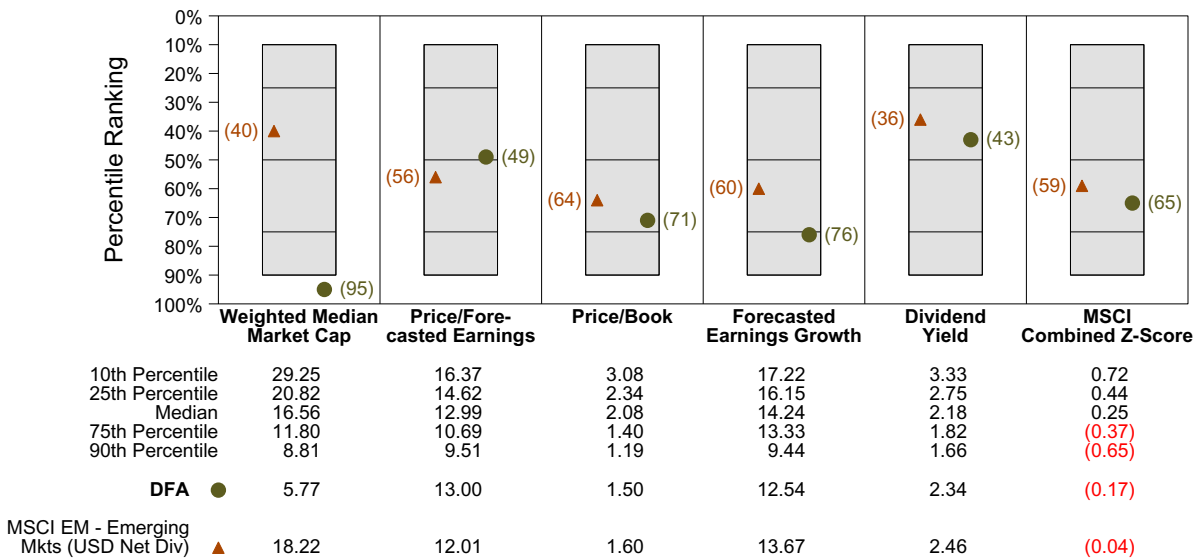 0%
10%
20%
30%
40%
50%
60%
70%
80%
90%
100%
Percentile Ranking
(40)
(95)
(56)
(49)
(64)
(71)
(60)
(76)
(36)
(43)
(59)
(65)
Weighted Median
Market Cap
Price/Fore-
casted Earnings
Price/Book
Forecasted
Earnings Growth
Dividend
Yield
MSCI
Combined Z-Score
10th Percentile 29.25 16.37 3.08 17.22 3.33 0.72
25th Percentile 20.82 14.62 2.34 16.15 2.75 0.44
Median 16.56 12.99 2.08 14.24 2.18 0.25
75th Percentile 11.80 10.69 1.40 13.33 1.82 (0.37)
90th Percentile 8.81 9.51 1.19 9.44 1.66 (0.65)
DFA 5.77 13.00 1.50 12.54 2.34 (0.17)
MSCI EM - Emerging
Mkts (USD Net Div) 18.22 12.01 1.60 13.67 2.46 (0.04)